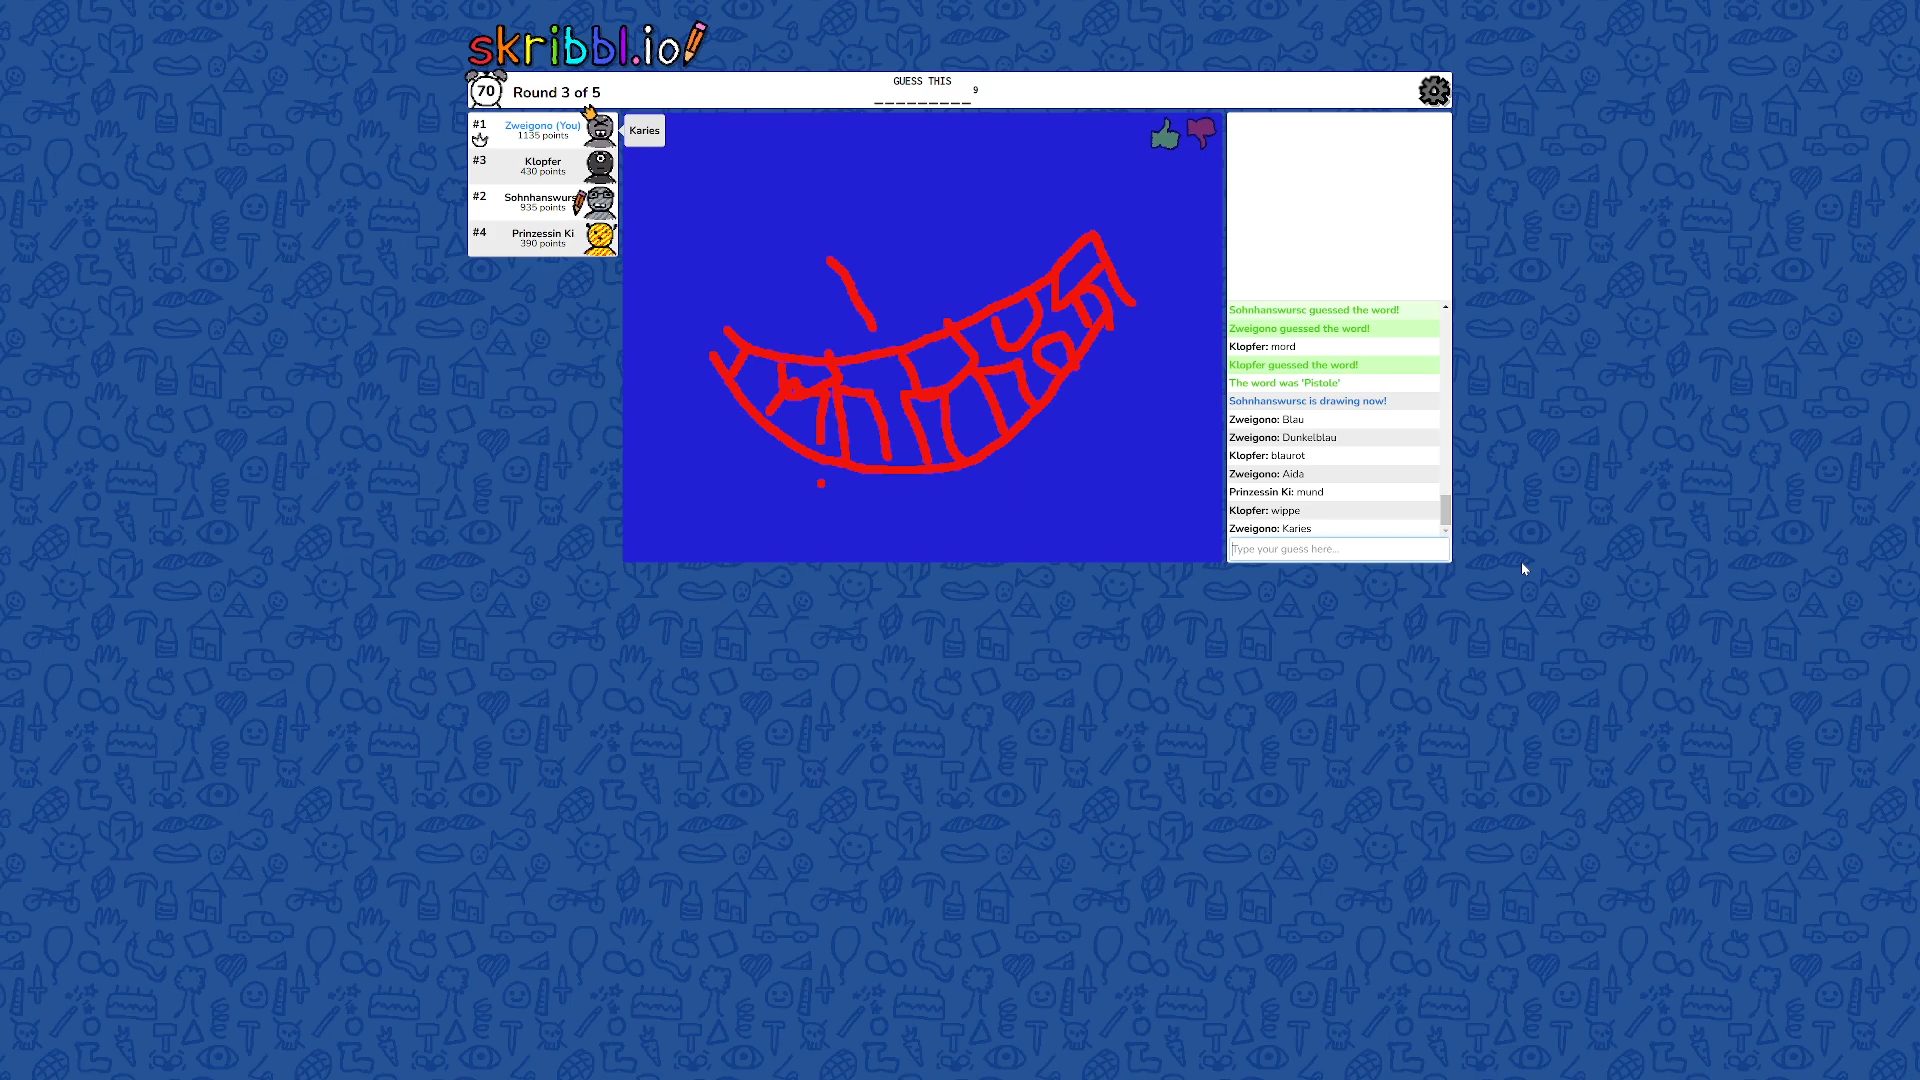 skribbl.io
70
Round 3 of 5
GUESS THIS
_________ 9
#1
Zweigono (You)
1135 points
#3
Klopfer
430 points
#2
Sohnhanswurs
935 points
#4
Prinzessin Ki
390 points
Karies
Sohnhanswursc guessed the word!
Zweigono guessed the word!
Klopfer: mord
Klopfer guessed the word!
The word was 'Pistole'
Sohnhanswursc is drawing now!
Zweigono: Blau
Zweigono: Dunkelblau
Klopfer: blaurot
Zweigono: Aida
Prinzessin Ki: mund
Klopfer: wippe
Zweigono: Karies
Type your guess here...